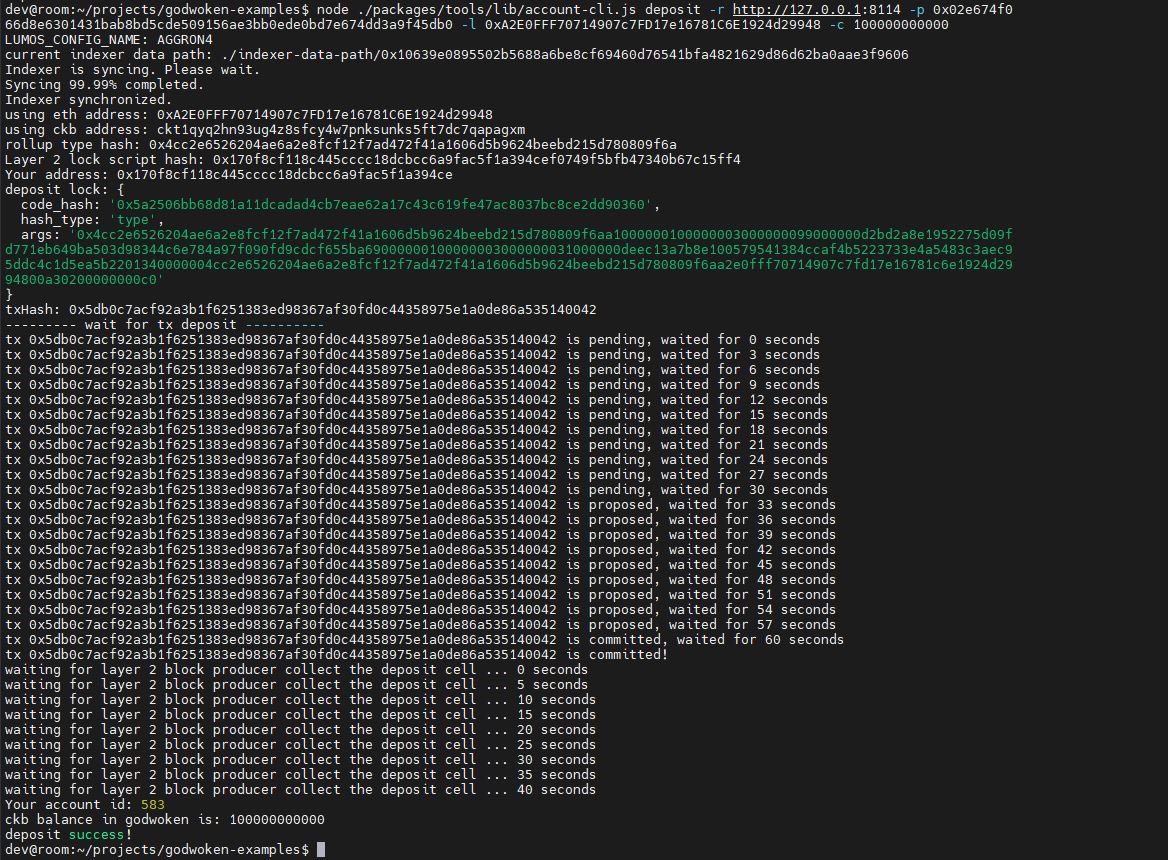 dev@room:~/projects/godwoken-examples$ node ./packages/tools/lib/account-cli.js deposit -r http://127.0.0.1:8114 -p 0x02e674f0
66d8e6301431bab8bd5cde509156ae3bb0ede0bd7e674dd3a9f45db0 -l 0xA2E0FFF70714907c7FD17e16781C6E1924d29948 -c 100000000000
LUMOS_CONFIG_NAME: AGGRON4
current indexer data path: ./indexer-data-path/0x10639e0895502b5688a6be8cf69460d76541bfa4821629d86d62ba0aae3f9606
Indexer is syncing. Please wait.
Syncing 99.99% completed.
Indexer synchronized.
using eth address: 0xA2E0FFF70714907c7FD17e16781C6E1924d29948
using ckb address: ckt1qyq2hn93ug4z8sfcy4w7pnksunks5ft7dc7qapagxm
rollup type hash: 0x4cc2e6526204ae6a2e8fcf12f7ad472f41a1606d5b9624beebd215d780809f6a
Layer 2 lock script hash: 0x170f8cf118c445cccc18dcbcc6a9fac5f1a394cef0749f5bfb47340b67c15ff4
Your address: 0x170f8cf118c445cccc18dcbcc6a9fac5f1a394ce
deposit lock: {
  code_hash: '0x5a2506bb68d81a11dcadad4cb7eae62a17c43c619fe47ac8037bc8ce2dd90360',
  hash_type: 'type',
  args: '0x4cc2e6526204ae6a2e8fcf12f7ad472f41a1606d5b9624beebd215d780809f6aa10000001000000030000000099000000d2bd2a8e1952275d09f
d771eb649ba503d98344c6e784a97f090fd9cdcf655ba69000000100000003000000031000000deec13a7b8e100579541384ccaf4b5223733e4a5483c3aec9
5ddc4c1d5ea5b2201340000004cc2e6526204ae6a2e8fcf12f7ad472f41a1606d5b9624beebd215d780809f6aa2e0fff70714907c7fd17e16781c6e1924d29
94800a30200000000c0'
}
txHash: 0x5db0c7acf92a3b1f6251383ed98367af30fd0c44358975e1a0de86a535140042
--------- wait for tx deposit ----------
tx 0x5db0c7acf92a3b1f6251383ed98367af30fd0c44358975e1a0de86a535140042 is pending, waited for 0 seconds
tx 0x5db0c7acf92a3b1f6251383ed98367af30fd0c44358975e1a0de86a535140042 is pending, waited for 3 seconds
tx 0x5db0c7acf92a3b1f6251383ed98367af30fd0c44358975e1a0de86a535140042 is pending, waited for 6 seconds
tx 0x5db0c7acf92a3b1f6251383ed98367af30fd0c44358975e1a0de86a535140042 is pending, waited for 9 seconds
tx 0x5db0c7acf92a3b1f6251383ed98367af30fd0c44358975e1a0de86a535140042 is pending, waited for 12 seconds
tx 0x5db0c7acf92a3b1f6251383ed98367af30fd0c44358975e1a0de86a535140042 is pending, waited for 15 seconds
tx 0x5db0c7acf92a3b1f6251383ed98367af30fd0c44358975e1a0de86a535140042 is pending, waited for 18 seconds
tx 0x5db0c7acf92a3b1f6251383ed98367af30fd0c44358975e1a0de86a535140042 is pending, waited for 21 seconds
tx 0x5db0c7acf92a3b1f6251383ed98367af30fd0c44358975e1a0de86a535140042 is pending, waited for 24 seconds
tx 0x5db0c7acf92a3b1f6251383ed98367af30fd0c44358975e1a0de86a535140042 is pending, waited for 27 seconds
tx 0x5db0c7acf92a3b1f6251383ed98367af30fd0c44358975e1a0de86a535140042 is pending, waited for 30 seconds
tx 0x5db0c7acf92a3b1f6251383ed98367af30fd0c44358975e1a0de86a535140042 is proposed, waited for 33 seconds
tx 0x5db0c7acf92a3b1f6251383ed98367af30fd0c44358975e1a0de86a535140042 is proposed, waited for 36 seconds
tx 0x5db0c7acf92a3b1f6251383ed98367af30fd0c44358975e1a0de86a535140042 is proposed, waited for 39 seconds
tx 0x5db0c7acf92a3b1f6251383ed98367af30fd0c44358975e1a0de86a535140042 is proposed, waited for 42 seconds
tx 0x5db0c7acf92a3b1f6251383ed98367af30fd0c44358975e1a0de86a535140042 is proposed, waited for 45 seconds
tx 0x5db0c7acf92a3b1f6251383ed98367af30fd0c44358975e1a0de86a535140042 is proposed, waited for 48 seconds
tx 0x5db0c7acf92a3b1f6251383ed98367af30fd0c44358975e1a0de86a535140042 is proposed, waited for 51 seconds
tx 0x5db0c7acf92a3b1f6251383ed98367af30fd0c44358975e1a0de86a535140042 is proposed, waited for 54 seconds
tx 0x5db0c7acf92a3b1f6251383ed98367af30fd0c44358975e1a0de86a535140042 is proposed, waited for 57 seconds
tx 0x5db0c7acf92a3b1f6251383ed98367af30fd0c44358975e1a0de86a535140042 is committed, waited for 60 seconds
tx 0x5db0c7acf92a3b1f6251383ed98367af30fd0c44358975e1a0de86a535140042 is committed!
waiting for layer 2 block producer collect the deposit cell ... 0 seconds
waiting for layer 2 block producer collect the deposit cell ... 5 seconds
waiting for layer 2 block producer collect the deposit cell ... 10 seconds
waiting for layer 2 block producer collect the deposit cell ... 15 seconds
waiting for layer 2 block producer collect the deposit cell ... 20 seconds
waiting for layer 2 block producer collect the deposit cell ... 25 seconds
waiting for layer 2 block producer collect the deposit cell ... 30 seconds
waiting for layer 2 block producer collect the deposit cell ... 35 seconds
waiting for layer 2 block producer collect the deposit cell ... 40 seconds
Your account id: 583
ckb balance in godwoken is: 100000000000
deposit success!
dev@room:~/projects/godwoken-examples$